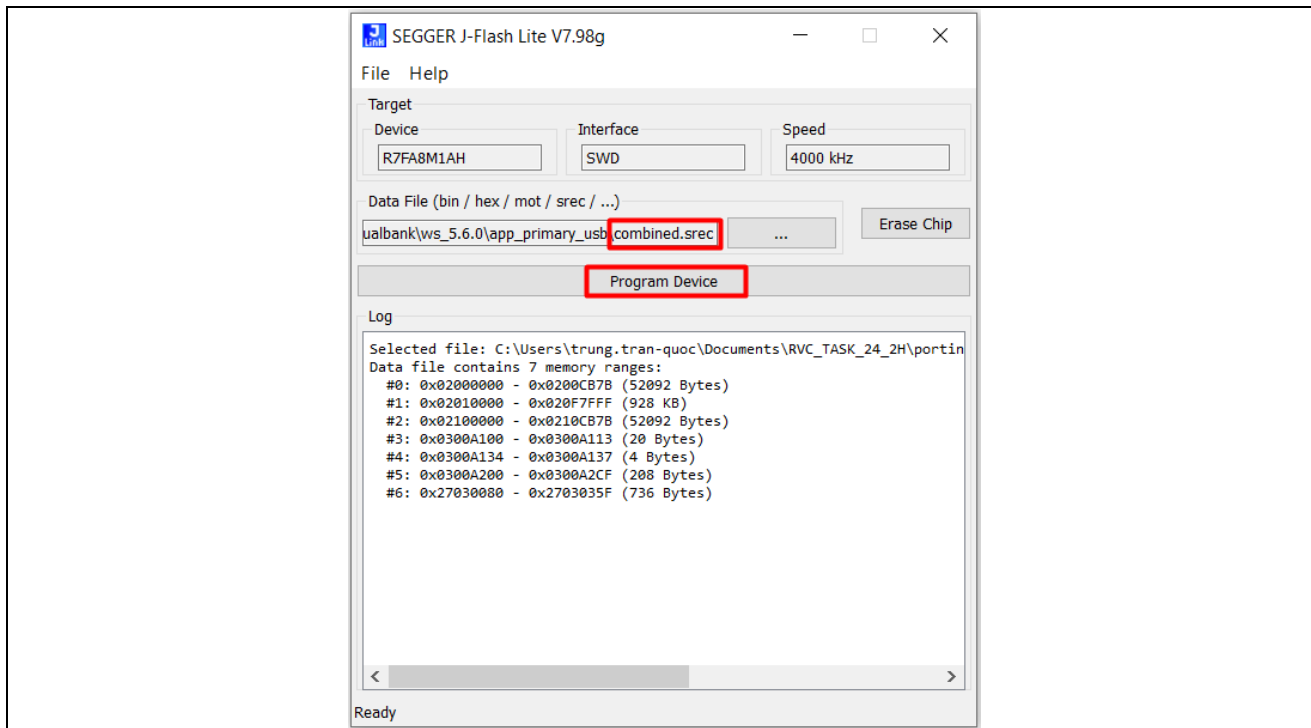 J
Link
SEGGER J-Flash Lite V7.98g
File Help
Target
Device Interface Speed
R7FA8M1AH SWD 4000 kHz
Data File (bin / hex / mot / srec / ...)
ualbank\ws_5.6.0\app_primary_usb\combined.srec ... Erase Chip
Program Device
Log
Selected file: C:\Users\trung.tran-quoc\Documents\RVC_TASK_24_2H\portin
Data file contains 7 memory ranges:
#0: 0x02000000 - 0x0200CB7B (52092 Bytes)
#1: 0x02010000 - 0x020F7FFF (928 KB)
#2: 0x02100000 - 0x0210CB7B (52092 Bytes)
#3: 0x0300A100 - 0x0300A113 (20 Bytes)
#4: 0x0300A134 - 0x0300A137 (4 Bytes)
#5: 0x0300A200 - 0x0300A2CF (208 Bytes)
#6: 0x27030080 - 0x2703035F (736 Bytes)
Ready